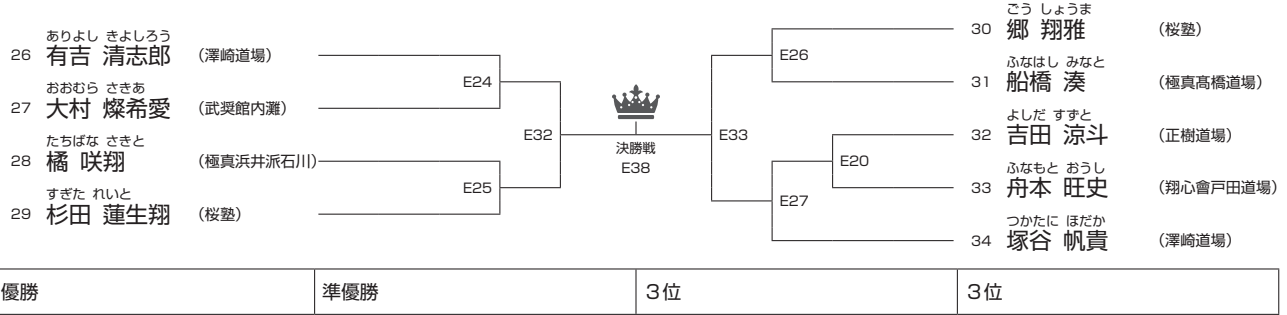 ありよし きよしろう
26 有吉 清志郎 (澤崎道場)
おおむら さきあ
27 大村 燦希愛 (武奨館内灘)
たちばな さきと
28 橘 咲翔 (極真浜井派石川)
すぎた れいと
29 杉田 蓮生翔 (桜塾)
E24
E25
E32
決勝戦
E38
E33
E26
E20
E27
ごう しょうま
30 郷 翔雅 (桜塾)
ふなはし みなと
31 船橋 湊 (極真髙橋道場)
よしだ すずと
32 吉田 涼斗 (正樹道場)
ふなもと おうし
33 舟本 旺史 (翔心會戸田道場)
つかたに ほだか
34 塚谷 帆貴 (澤崎道場)
優勝 準優勝 3位 3位